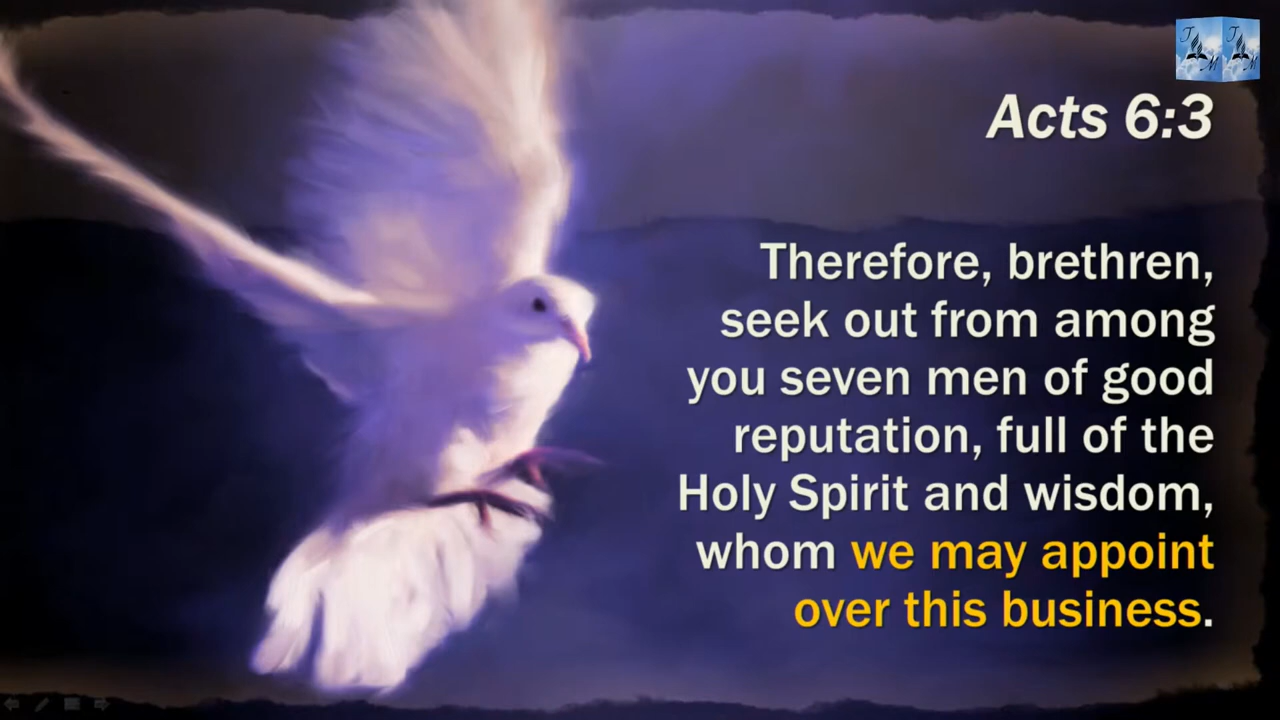 T M T M
Acts 6:3
Therefore, brethren,
seek out from among
you seven men of good
reputation, full of the
Holy Spirit and wisdom,
whom we may appoint
over this business.